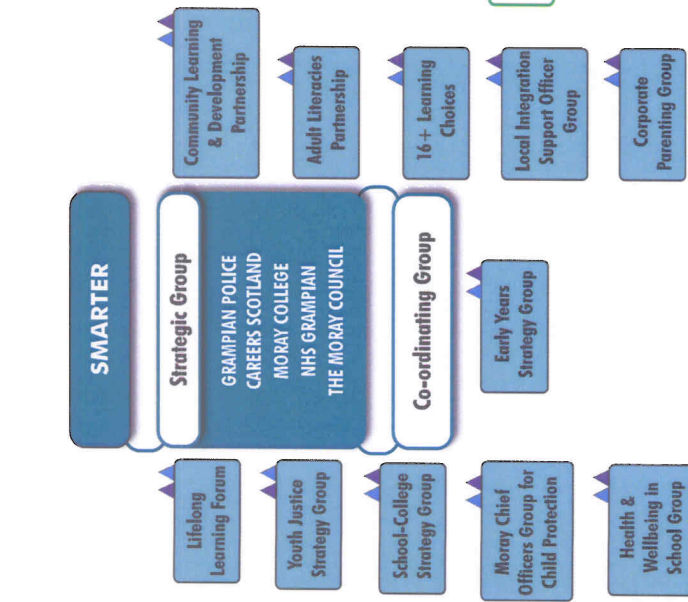 SMARTER
Strategic Group
GRAMPIAN POLICE
CAREERS SCOTLAND
MORAY COLLEGE
NHS GRAMPIAN
THE MORAY COUNCIL
Co-ordinating Group
Lifelong
Learning Forum
Youth Justice
Strategy Group
School-College
Strategy Group
Moray Chief
Officers Group for
Child Protection
Health &
Wellbeing in
School Group
Early Years
Strategy Group
Community Learning
& Development
Partnership
Adult Literacies
Partnership
16+ Learning
Choices
Local Integration
Support Officer
Group
Corporate
Parenting Group